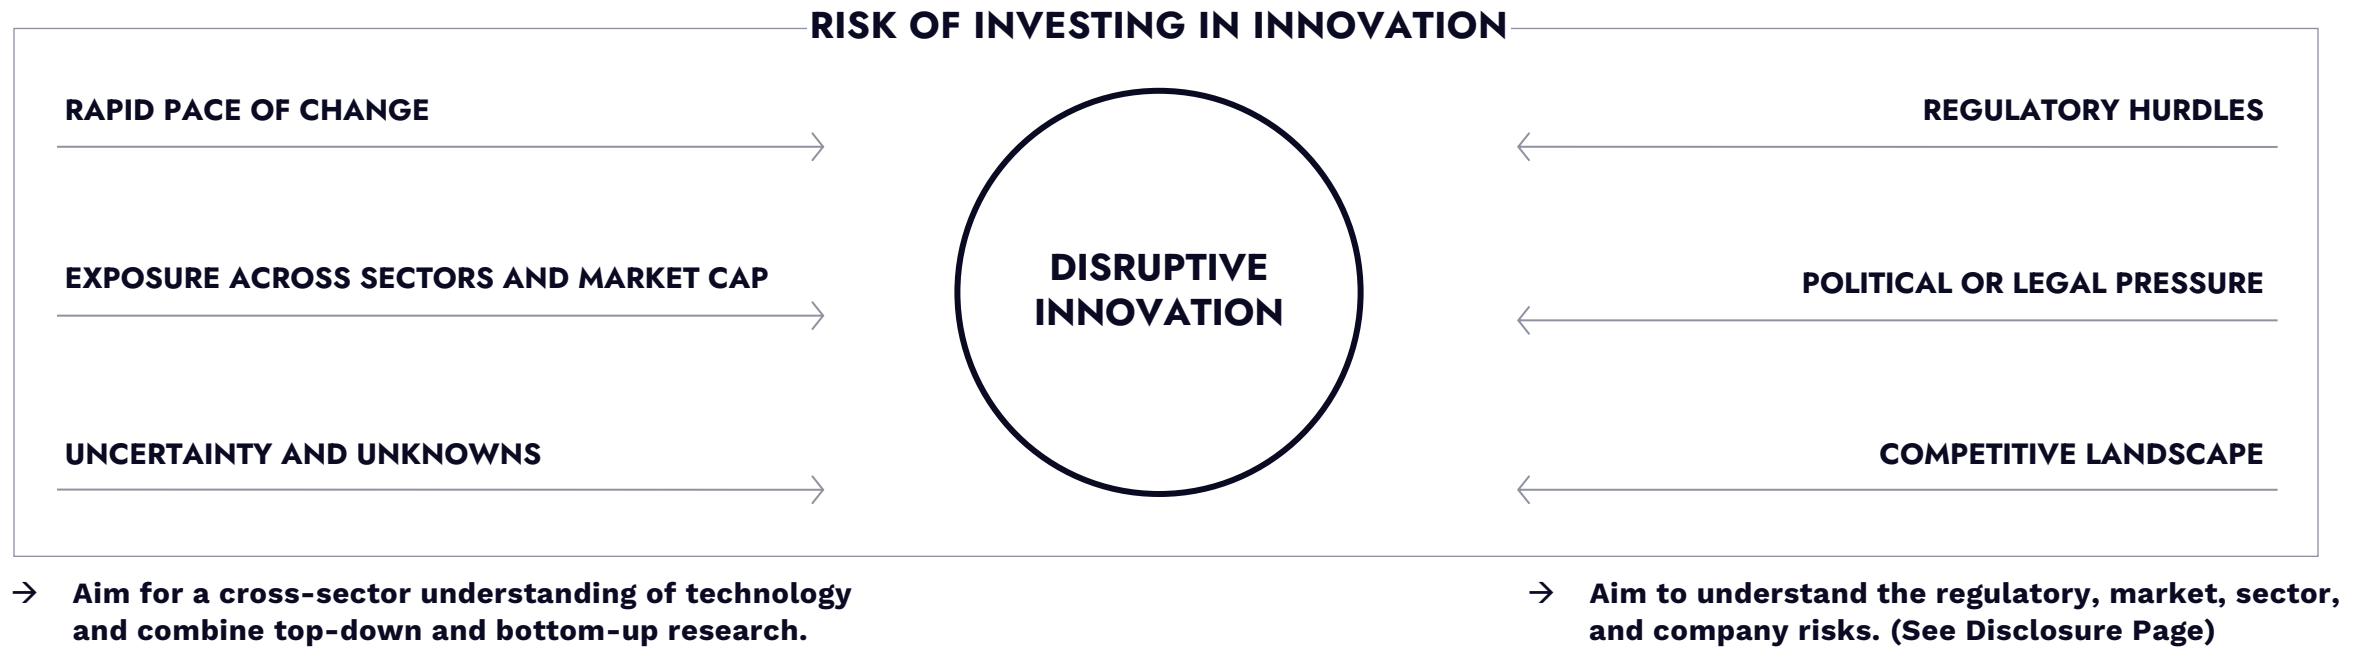 RISK OF INVESTING IN INNOVATION
RAPID PACE OF CHANGE
EXPOSURE ACROSS SECTORS AND MARKET CAP
UNCERTAINTY AND UNKNOWNS
DISRUPTIVE
INNOVATION
REGULATORY HURDLES
POLITICAL OR LEGAL PRESSURE
COMPETITIVE LANDSCAPE
→ Aim for a cross-sector understanding of technology
and combine top-down and bottom-up research.
→ Aim to understand the regulatory, market, sector,
and company risks. (See Disclosure Page)